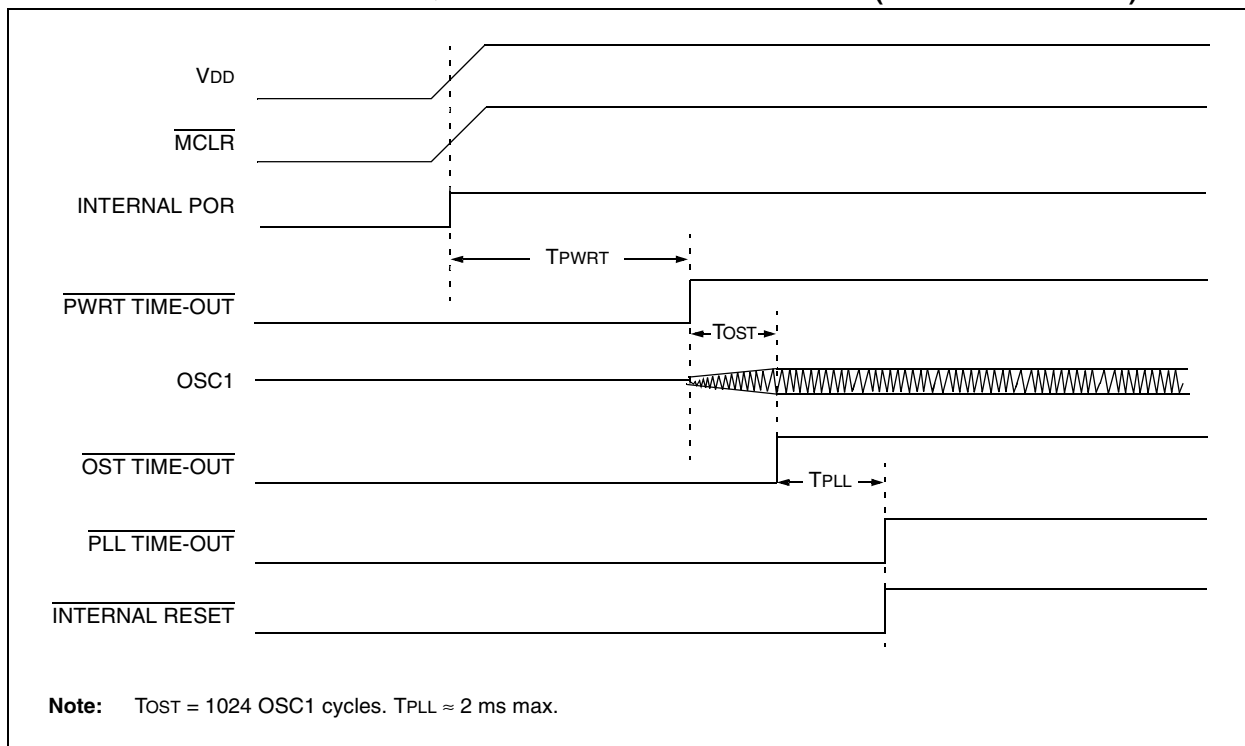 VDD
MCLR
INTERNAL POR
TPWRT
PWRT TIME-OUT
TOST
OSC1
OST TIME-OUT
TPLL
PLL TIME-OUT
INTERNAL RESET
Note: TOST = 1024 OSC1 cycles. TPLL ≈ 2 ms max.